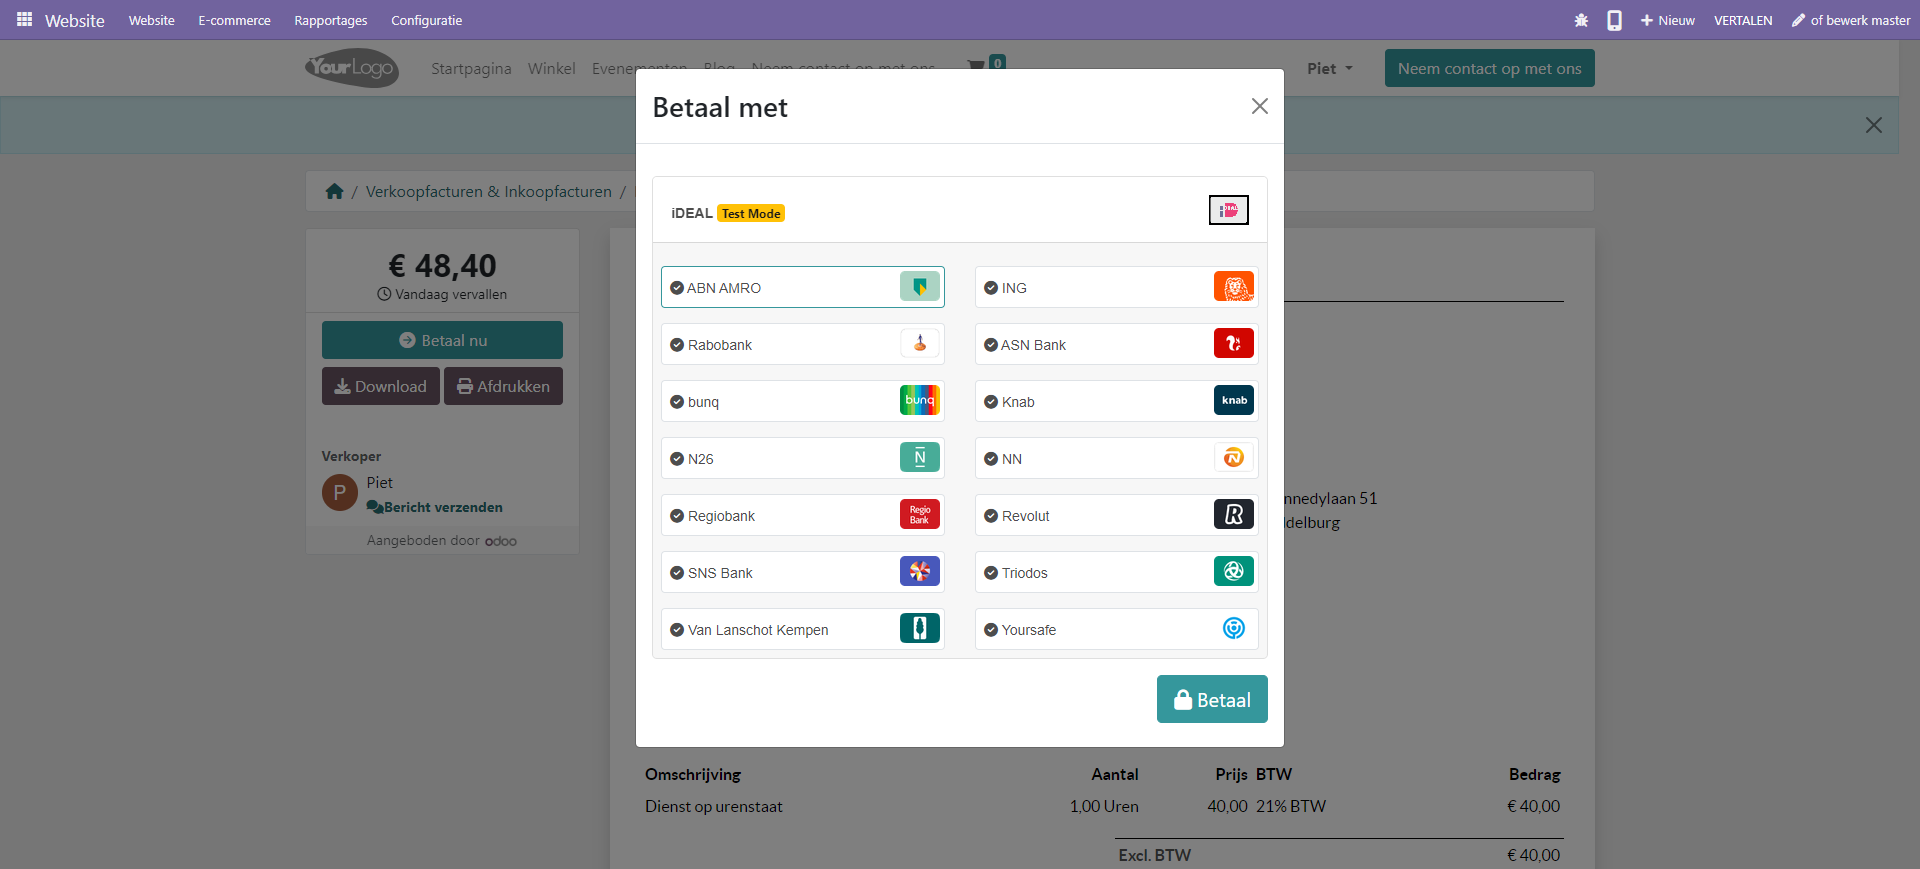 Website Website E-commerce Rapportages Configuratie Nieuw VERTALEN of bewerk master
YourLogo Startpagina Winkel Evenementen Blog Neem contact op met ons 0 Piet Neem contact op met ons
Betaal met
/ Verkoopfacturen & Inkoopfacturen /
iDEAL Test Mode iDEAL
€ 48,40
Vandaag vervallen
Betaal nu
Download Afdrukken
Verkoper
P Piet
Bericht verzenden
Aangeboden door odoo
ABN AMRO
ING
Rabobank
ASN Bank
bunq bunq
Knab knab
N26 N
NN
Regiobank Regio Bank
Revolut R
SNS Bank
Triodos
Van Lanschot Kempen
Yoursafe
Betaal
nnedylaan 51
delburg
Omschrijving Aantal Prijs BTW Bedrag
Dienst op urenstaat 1,00 Uren 40,00 21% BTW € 40,00
Excl. BTW € 40,00